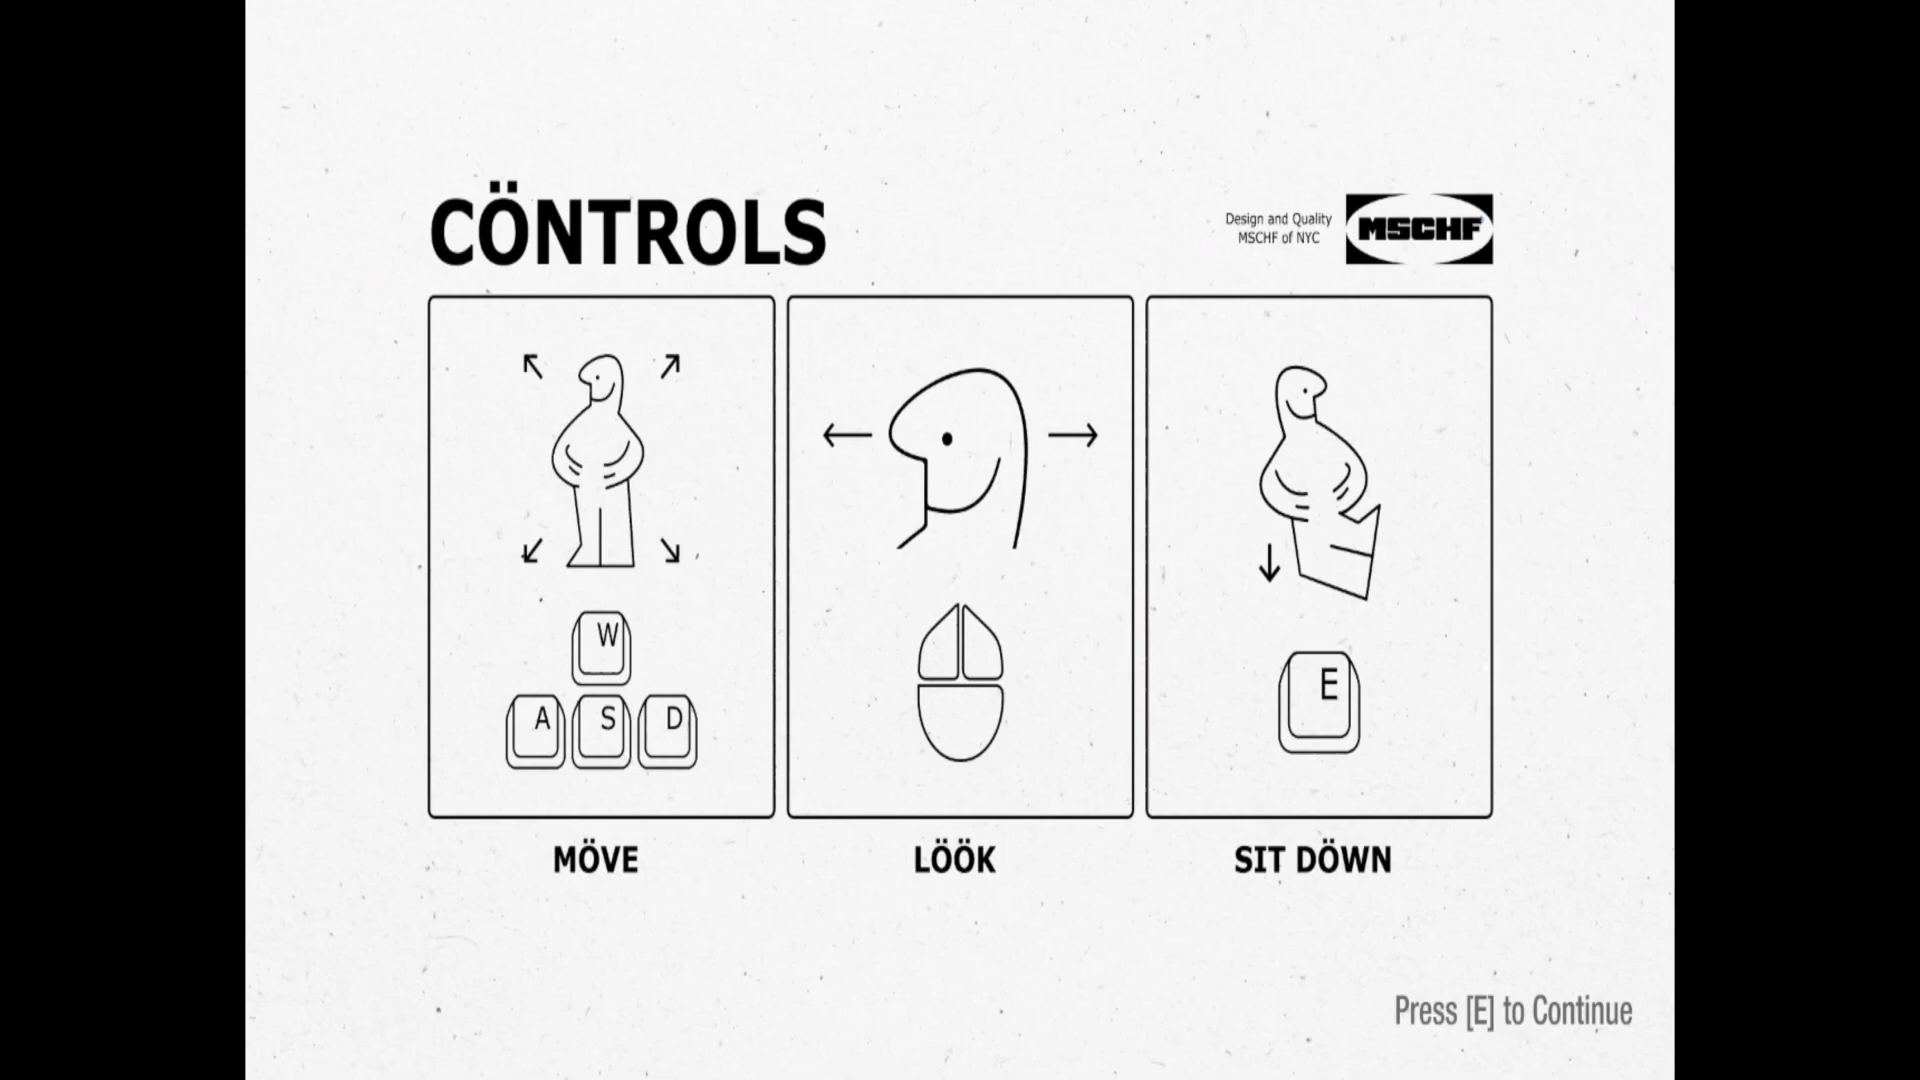 CÖNTROLS
Design and Quality
MSCHF of NYC
MSCHF
W
A S D
E
MÖVE
LÖÖK
SIT DÖWN
Press [E] to Continue